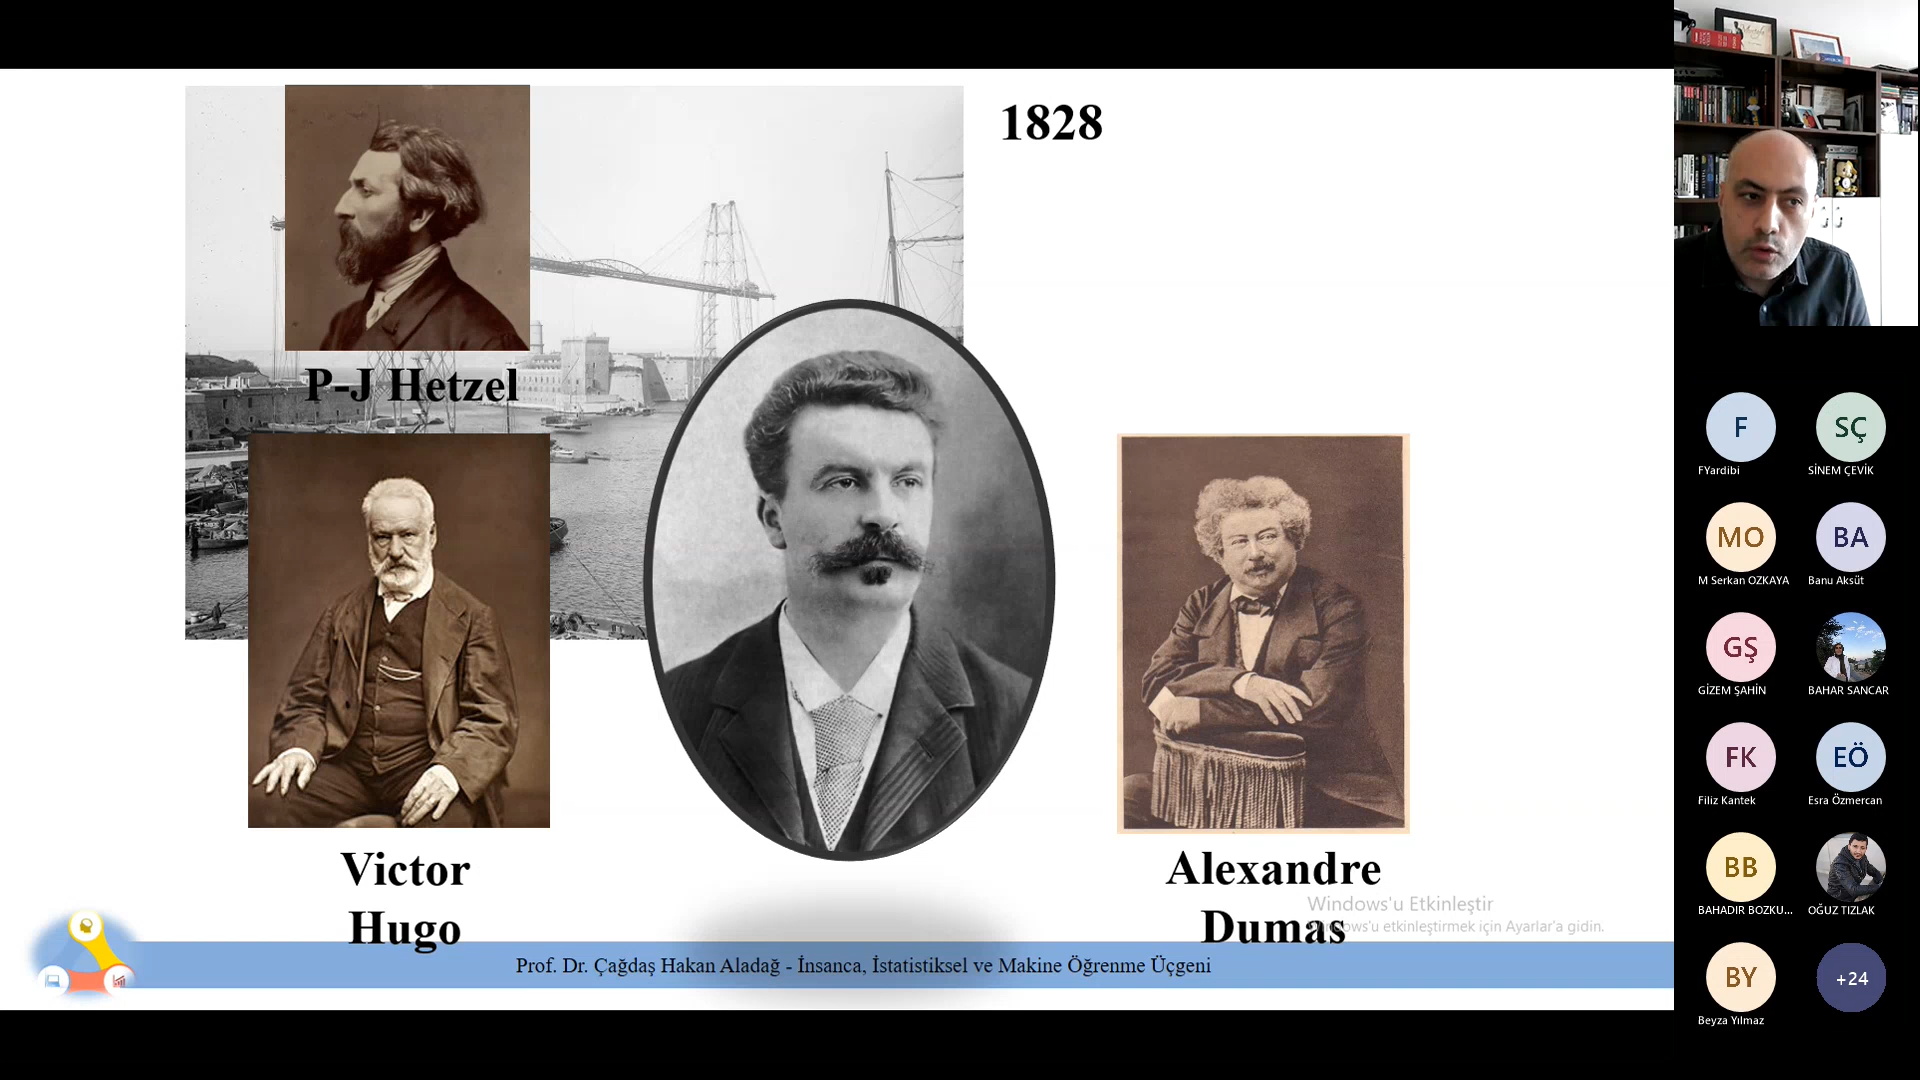 1828
P-J Hetzel
Victor
Hugo
Alexandre
Dumas
Windows'u Etkinleştir
Windows'u etkinleştirmek için Ayarlar'a gidin.
Prof. Dr. Çağdaş Hakan Aladağ - İnsanca, İstatistiksel ve Makine Öğrenme Üçgeni
F
FYardibi
SÇ
SİNEM ÇEVİK
MO
M Serkan OZKAYA
BA
Banu Aksüt
GŞ
GİZEM ŞAHİN
BAHAR SANCAR
FK
Filiz Kantek
EÖ
Esra Özmercan
BB
BAHADIR BOZKU...
OĞUZ TIZLAK
BY
Beyza Yılmaz
+24